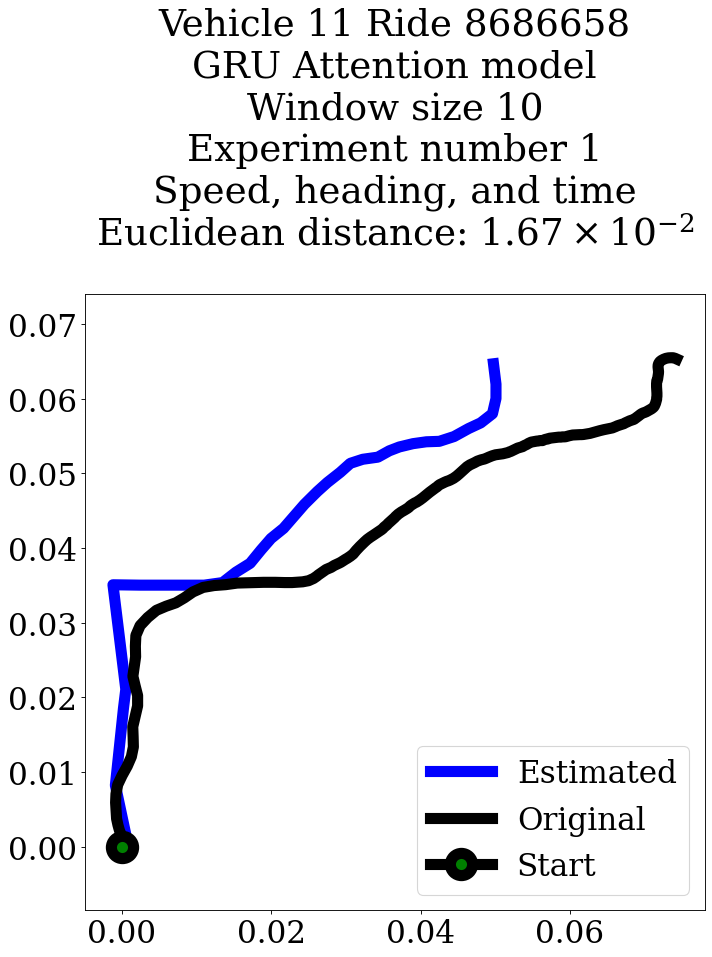 Vehicle 11 Ride 8686658
GRU Attention model
Window size 10
Experiment number 1
Speed, heading, and time
Euclidean distance: 1.67 × 10⁻²
0.07
0.06
0.05
0.04
0.03
0.02
0.01
0.00
Estimated
Original
Start
0.00 0.02 0.04 0.06